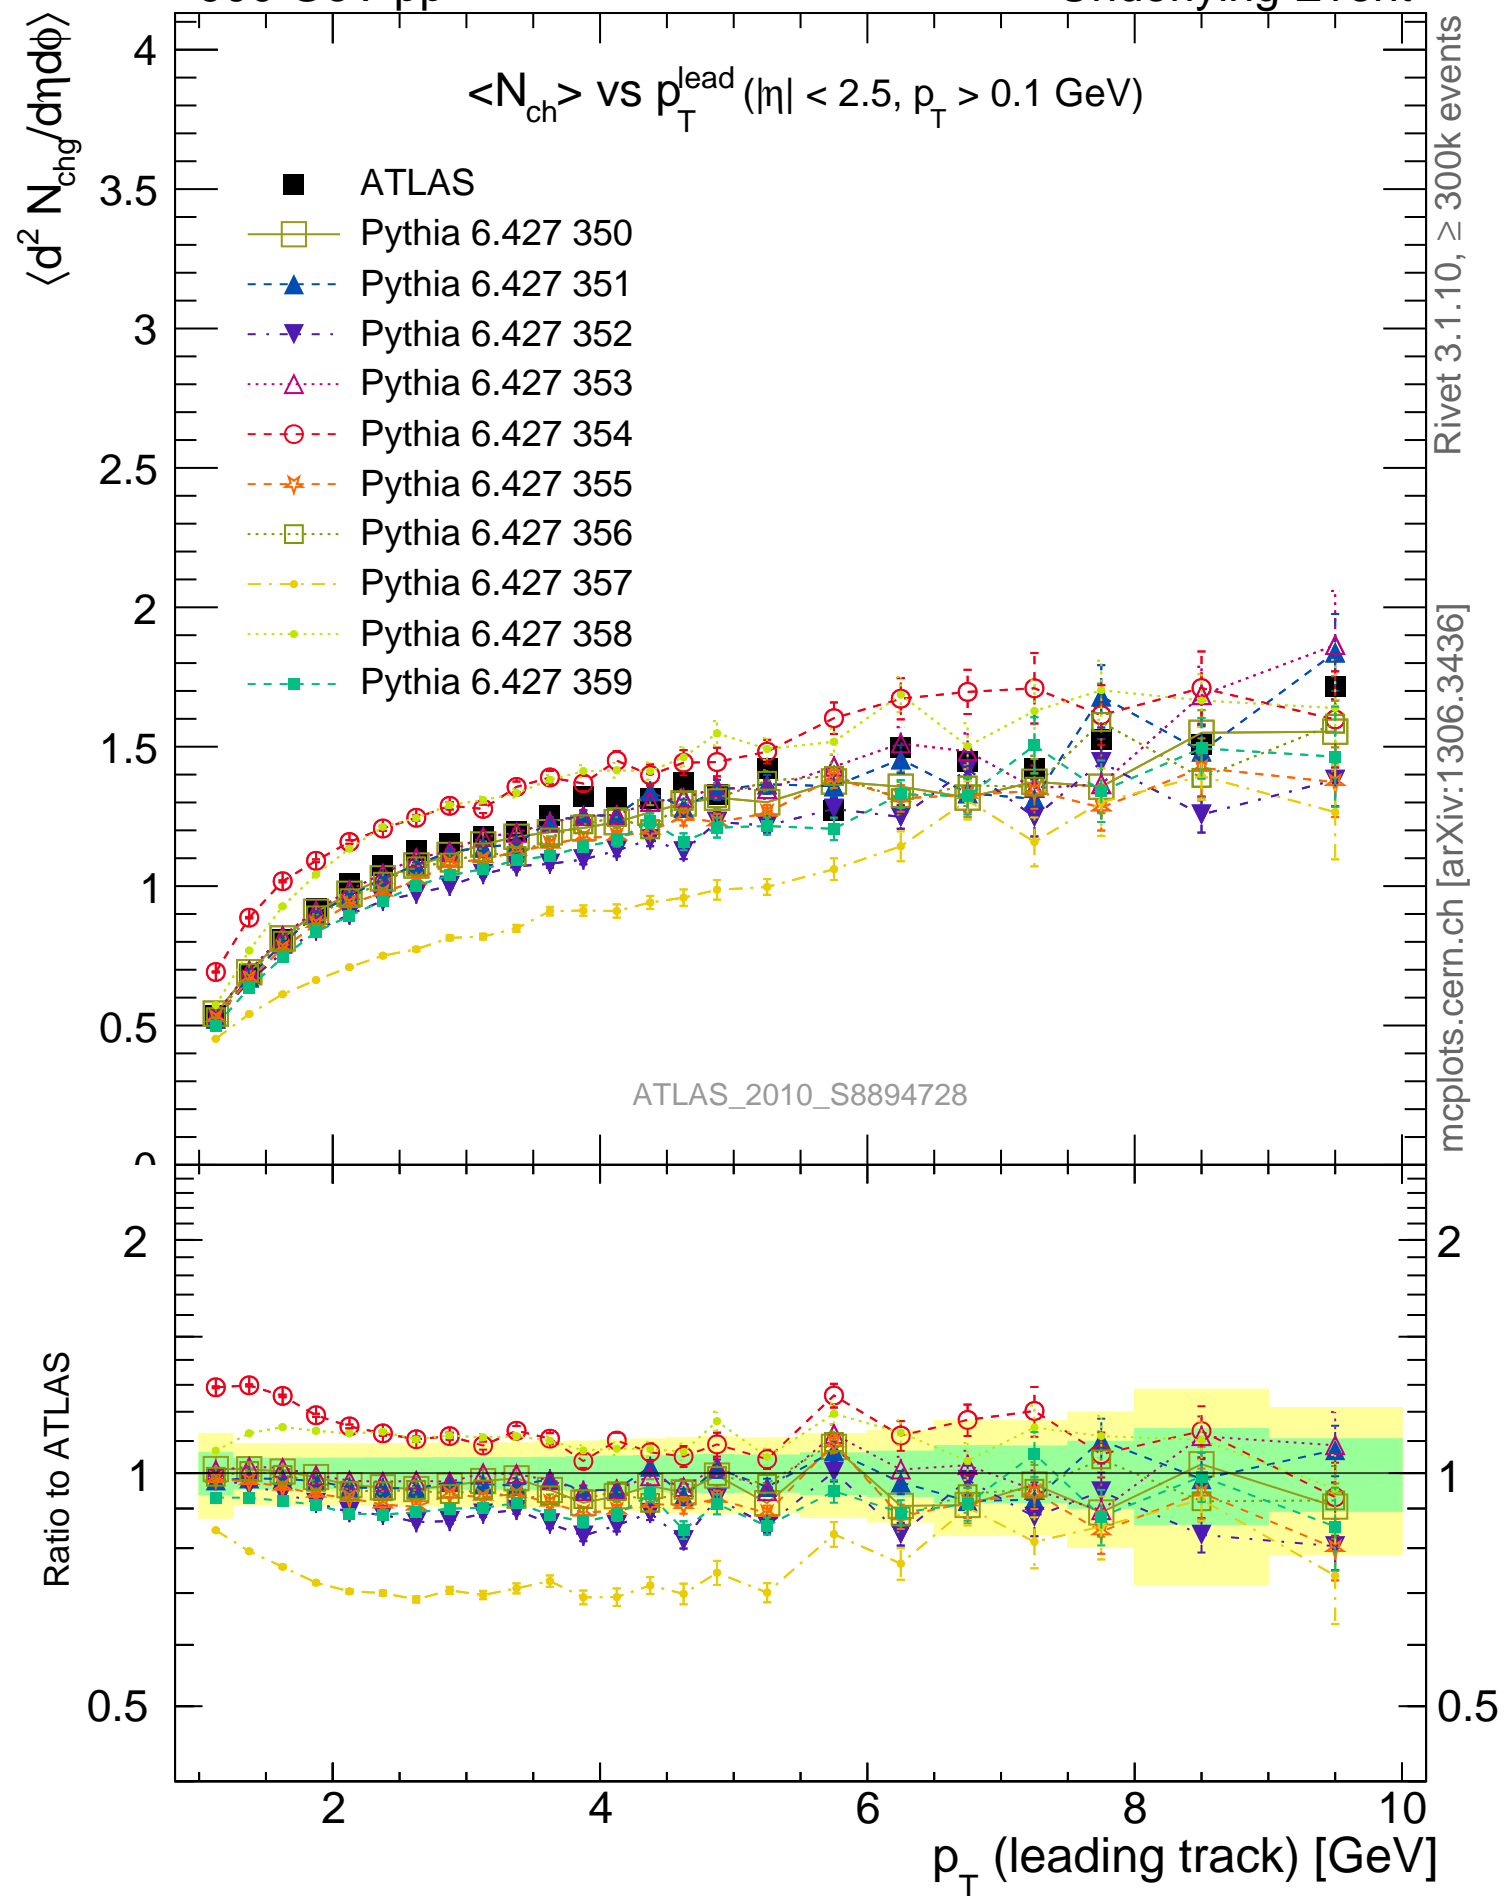 ⟨d² N_chg/dηdϕ⟩
<N_ch> vs p_T^lead (|η| < 2.5, p_T > 0.1 GeV)
ATLAS
Pythia 6.427 350
Pythia 6.427 351
Pythia 6.427 352
Pythia 6.427 353
Pythia 6.427 354
Pythia 6.427 355
Pythia 6.427 356
Pythia 6.427 357
Pythia 6.427 358
Pythia 6.427 359
4
3.5
3
2.5
2
1.5
1
0.5
ATLAS_2010_S8894728
Rivet 3.1.10, ≥ 300k events
mcplots.cern.ch [arXiv:1306.3436]
Ratio to ATLAS
2
1
0.5
2
1
0.5
2
4
6
8
10
p_T (leading track) [GeV]